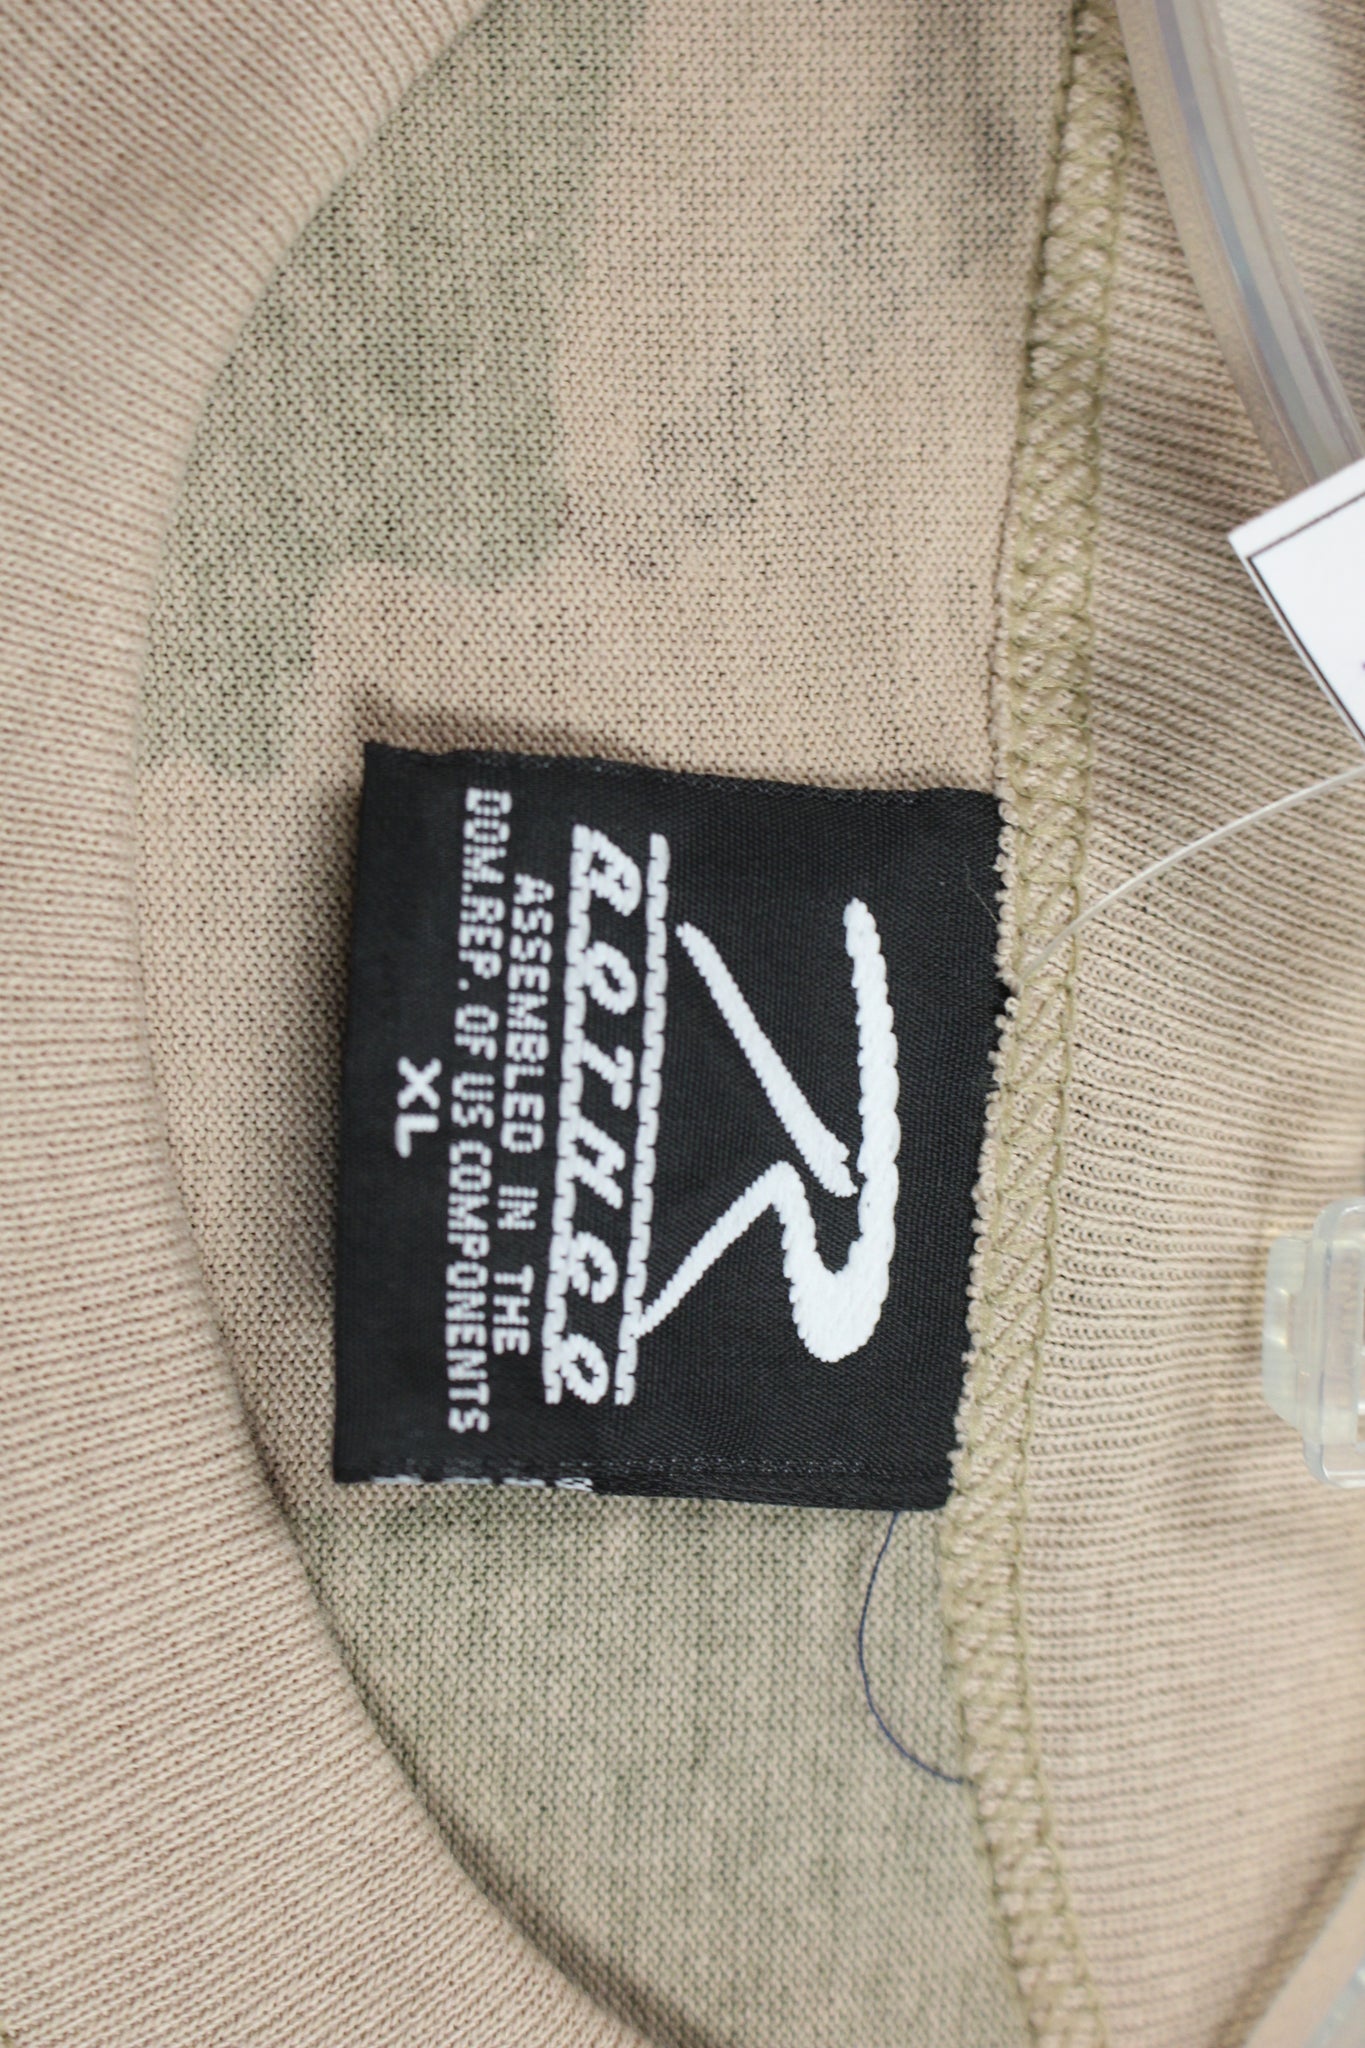 R
Rothco
ASSEMBLED IN THE
DOM.REP. OF US COMPONENTS
XL